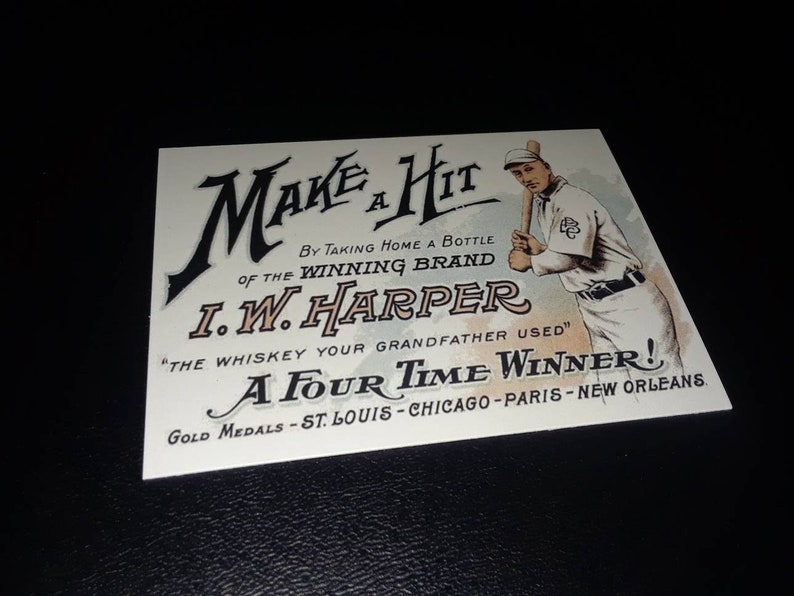 MAKE A HIT
BY TAKING HOME A BOTTLE
OF THE WINNING BRAND
I.W. HARPER
"THE WHISKEY YOUR GRANDFATHER USED"
A FOUR TIME WINNER!
GOLD MEDALS - ST. LOUIS - CHICAGO - PARIS - NEW ORLEANS